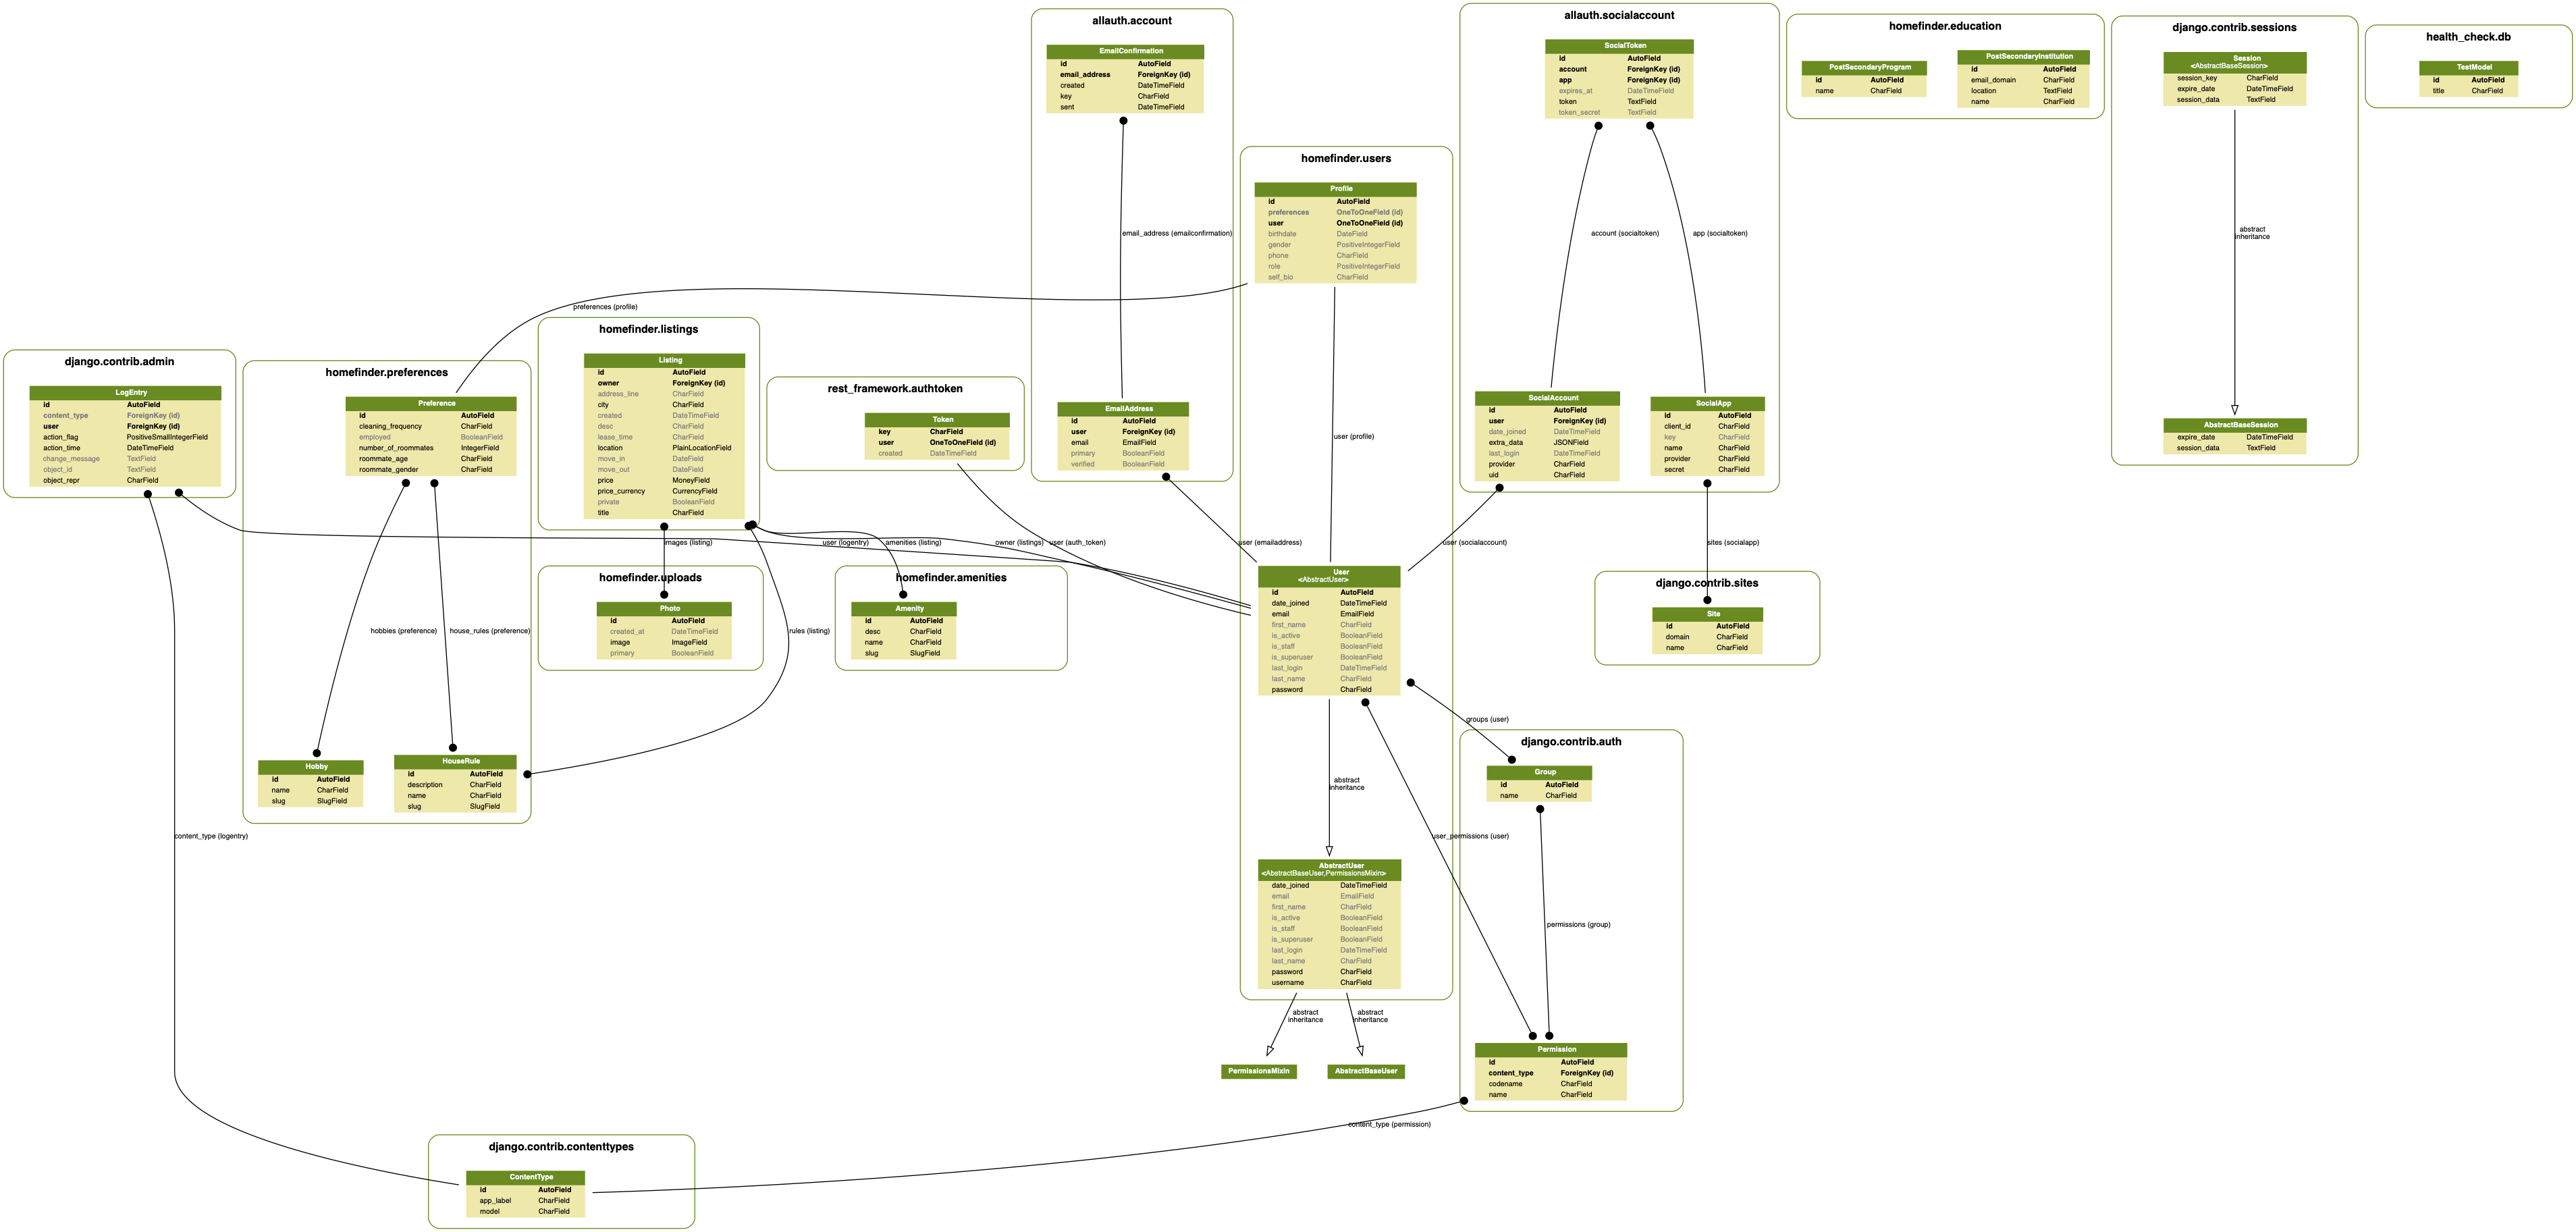 allauth.account
EmailConfirmation
id AutoField
email_address ForeignKey (id)
created DateTimeField
key CharField
sent DateTimeField
email_address (emailconfirmation)
EmailAddress
id AutoField
user ForeignKey (id)
email EmailField
primary BooleanField
verified BooleanField
user (emailaddress)
allauth.socialaccount
SocialToken
id AutoField
account ForeignKey (id)
app ForeignKey (id)
expires_at DateTimeField
token TextField
token_secret TextField
account (socialtoken)
app (socialtoken)
SocialAccount
id AutoField
user ForeignKey (id)
date_joined DateTimeField
extra_data JSONField
last_login DateTimeField
provider CharField
uid CharField
SocialApp
id AutoField
client_id CharField
key CharField
name CharField
provider CharField
secret CharField
user (socialaccount)
sites (socialapp)
homefinder.education
PostSecondaryProgram
id AutoField
name CharField
PostSecondaryInstitution
id AutoField
email_domain CharField
location TextField
name CharField
django.contrib.sessions
Session
<AbstractBaseSession>
session_key CharField
expire_date DateTimeField
session_data TextField
abstract
inheritance
AbstractBaseSession
expire_date DateTimeField
session_data TextField
health_check.db
TestModel
id AutoField
title CharField
homefinder.users
Profile
id AutoField
preferences OneToOneField (id)
user OneToOneField (id)
birthdate DateField
gender PositiveIntegerField
phone CharField
role PositiveIntegerField
self_bio CharField
preferences (profile)
user (profile)
User
<AbstractUser>
id AutoField
date_joined DateTimeField
email EmailField
first_name CharField
is_active BooleanField
is_staff BooleanField
is_superuser BooleanField
last_login DateTimeField
last_name CharField
password CharField
abstract
inheritance
AbstractUser
<AbstractBaseUser,PermissionsMixin>
date_joined DateTimeField
email EmailField
first_name CharField
is_active BooleanField
is_staff BooleanField
is_superuser BooleanField
last_login DateTimeField
last_name CharField
password CharField
username CharField
abstract
inheritance
abstract
inheritance
PermissionsMixin
AbstractBaseUser
django.contrib.admin
LogEntry
id AutoField
content_type ForeignKey (id)
user ForeignKey (id)
action_flag PositiveSmallIntegerField
action_time DateTimeField
change_message TextField
object_id TextField
object_repr CharField
content_type (logentry)
user (logentry)
homefinder.preferences
Preference
id AutoField
cleaning_frequency CharField
employed BooleanField
number_of_roommates IntegerField
roommate_age CharField
roommate_gender CharField
hobbies (preference)
house_rules (preference)
Hobby
id AutoField
name CharField
slug SlugField
HouseRule
id AutoField
description CharField
name CharField
slug SlugField
homefinder.listings
Listing
id AutoField
owner ForeignKey (id)
address_line CharField
city CharField
created DateTimeField
desc CharField
lease_time CharField
location PlainLocationField
move_in DateField
move_out DateField
price MoneyField
price_currency CurrencyField
private BooleanField
title CharField
images (listing)
amenities (listing)
owner (listings)
rules (listing)
rest_framework.authtoken
Token
key CharField
user OneToOneField (id)
created DateTimeField
user (auth_token)
homefinder.uploads
Photo
id AutoField
created_at DateTimeField
image ImageField
primary BooleanField
homefinder.amenities
Amenity
id AutoField
desc CharField
name CharField
slug SlugField
django.contrib.sites
Site
id AutoField
domain CharField
name CharField
groups (user)
user_permissions (user)
django.contrib.auth
Group
id AutoField
name CharField
permissions (group)
Permission
id AutoField
content_type ForeignKey (id)
codename CharField
name CharField
content_type (permission)
django.contrib.contenttypes
ContentType
id AutoField
app_label CharField
model CharField